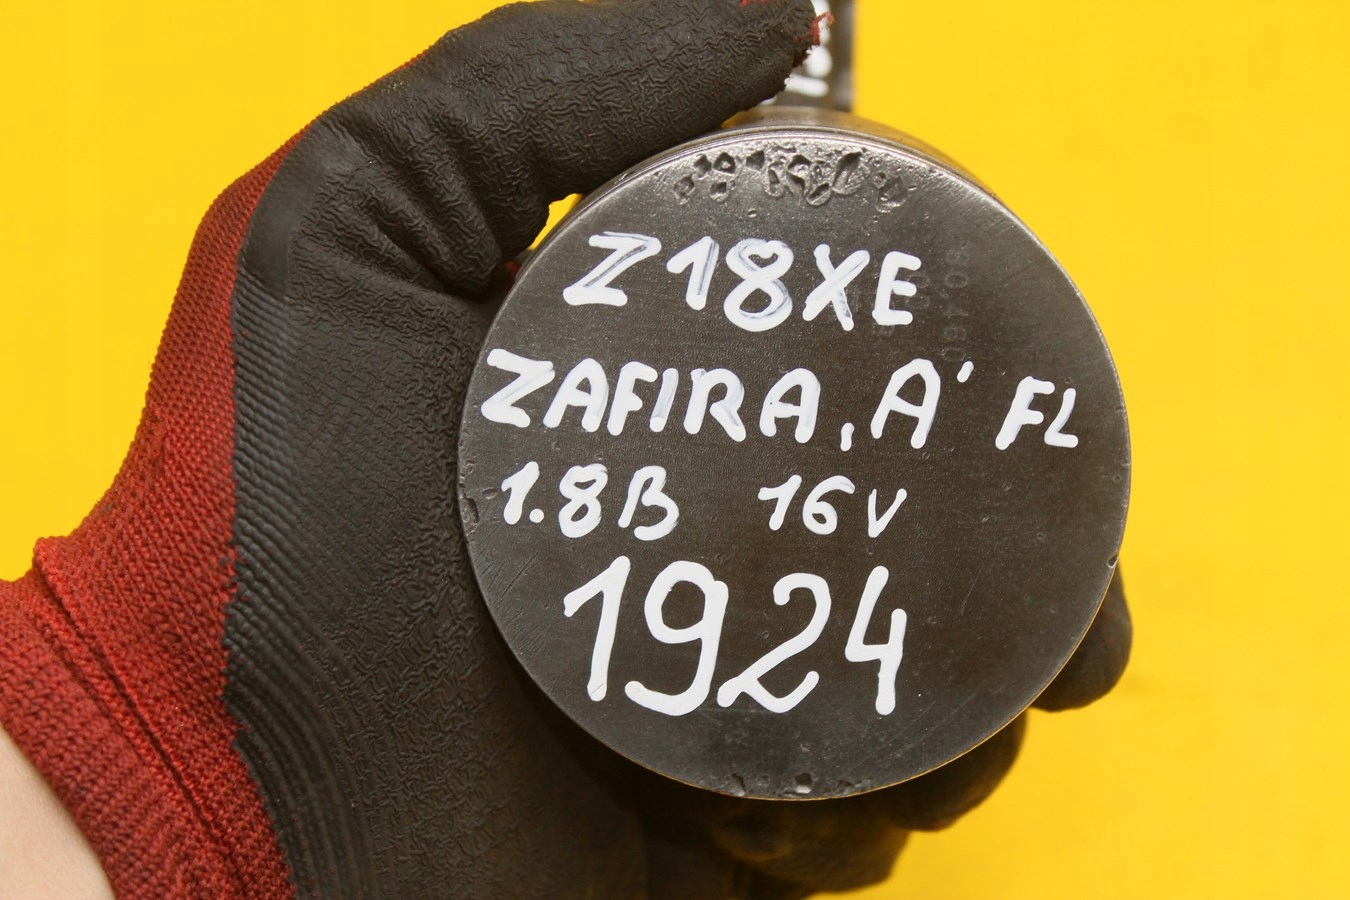 Z18XE
ZAFIRA, A' FL
1.8B 16V
1924